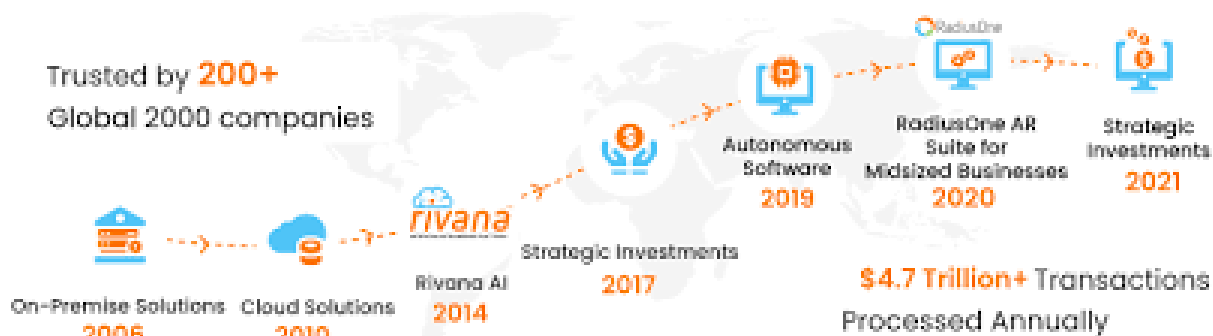 Trusted by 200+
Global 2000 companies
On-Premise Solutions
2006
Cloud Solutions
2010
rivana
Rivana AI
2014
Strategic Investments
2017
Autonomous
Software
2019
RadiusOne
RadiusOne AR
Suite for
Midsized Businesses
2020
Strategic
Investments
2021
$4.7 Trillion+ Transactions
Processed Annually